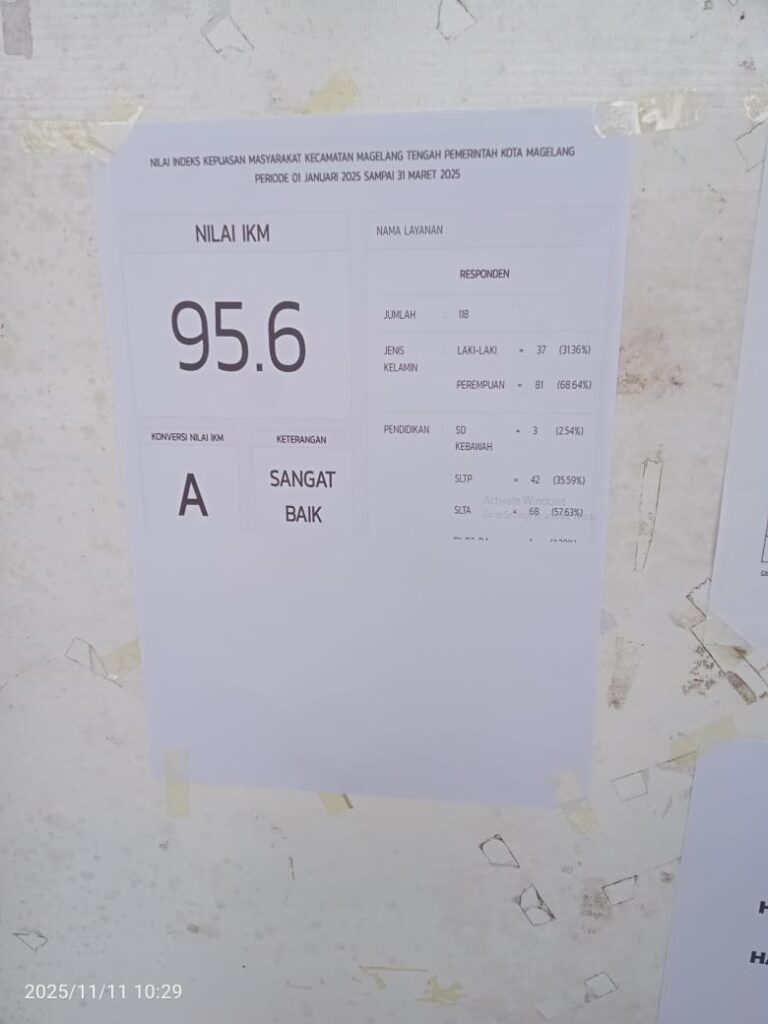 NILAI INDEKS KEPUASAN MASYARAKAT KECAMATAN MAGELANG TENGAH PEMERINTAH KOTA MAGELANG
PERIODE 01 JANUARI 2025 SAMPAI 31 MARET 2025
NILAI IKM
95.6
KONVERSI NILAI IKM
A
KETERANGAN
SANGAT
BAIK
NAMA LAYANAN :
RESPONDEN
JUMLAH : 118
JENIS KELAMIN : LAKI-LAKI = 37 (31.36%)
PEREMPUAN = 81 (68.64%)
PENDIDIKAN : SD KEBAWAH = 3 (2.54%)
SLTP = 42 (35.59%)
Activate Windows
SLTA = 68 (57.63%)
2025/11/11 10:29